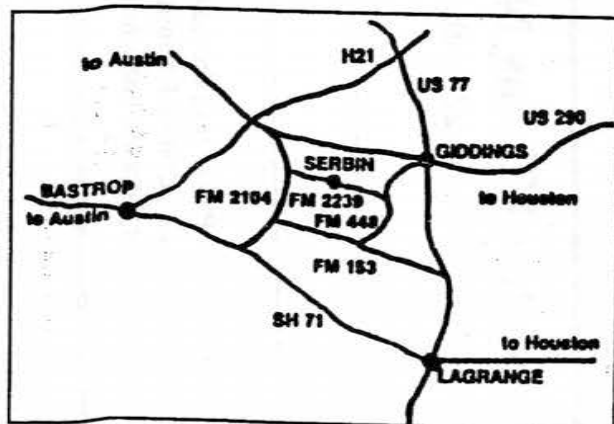 H21
to Austin
US 77
US 290
SERBIN
GIDDINGS
BASTROP
to Austin
FM 2104
FM 2239
to Houston
FM 448
FM 153
SH 71
to Houston
LAGRANGE